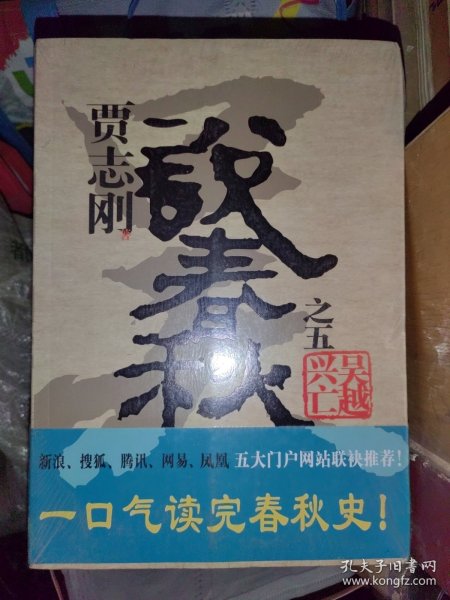 贾志刚 著
说春秋
之五
吴越兴亡
新浪、搜狐、腾讯、网易、凤凰 五大门户网站联袂推荐!
一口气读完春秋史!
孔夫子旧书网
www.kongfz.com